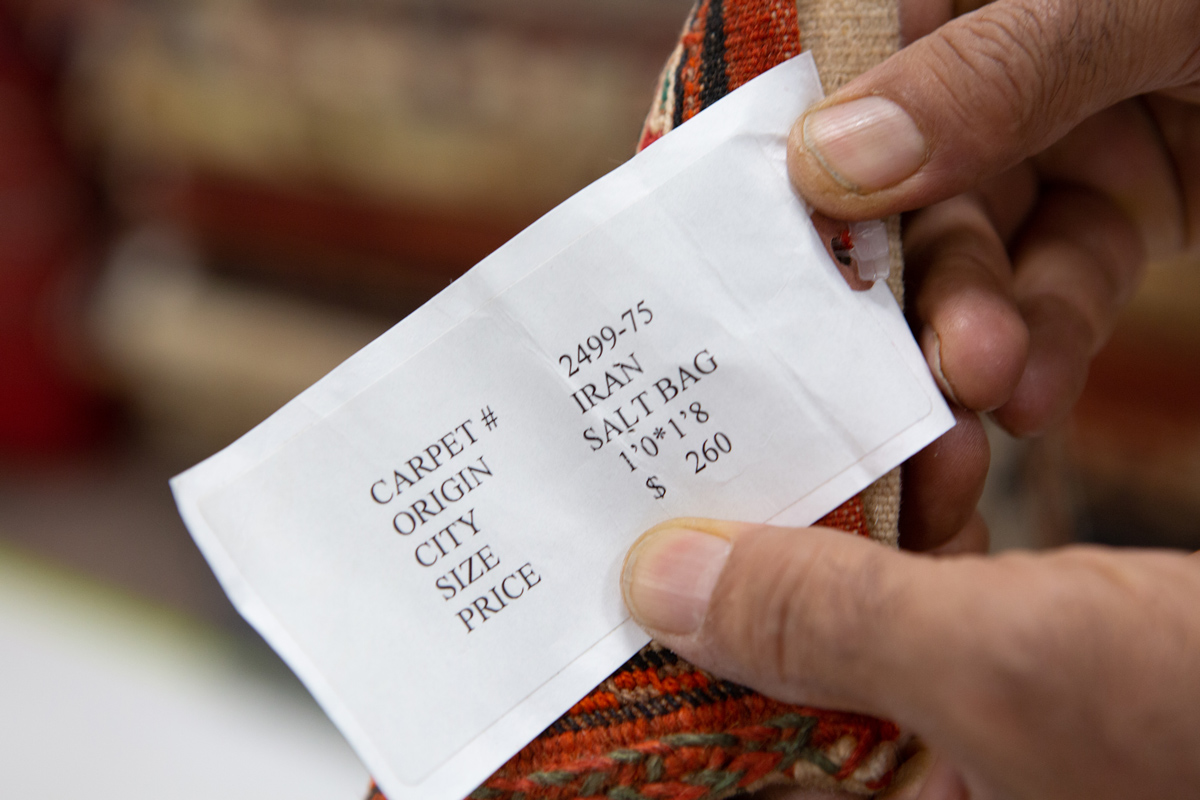 CARPET # 2499-75
ORIGIN IRAN
CITY SALT BAG
SIZE 1'0*1'8
PRICE $ 260